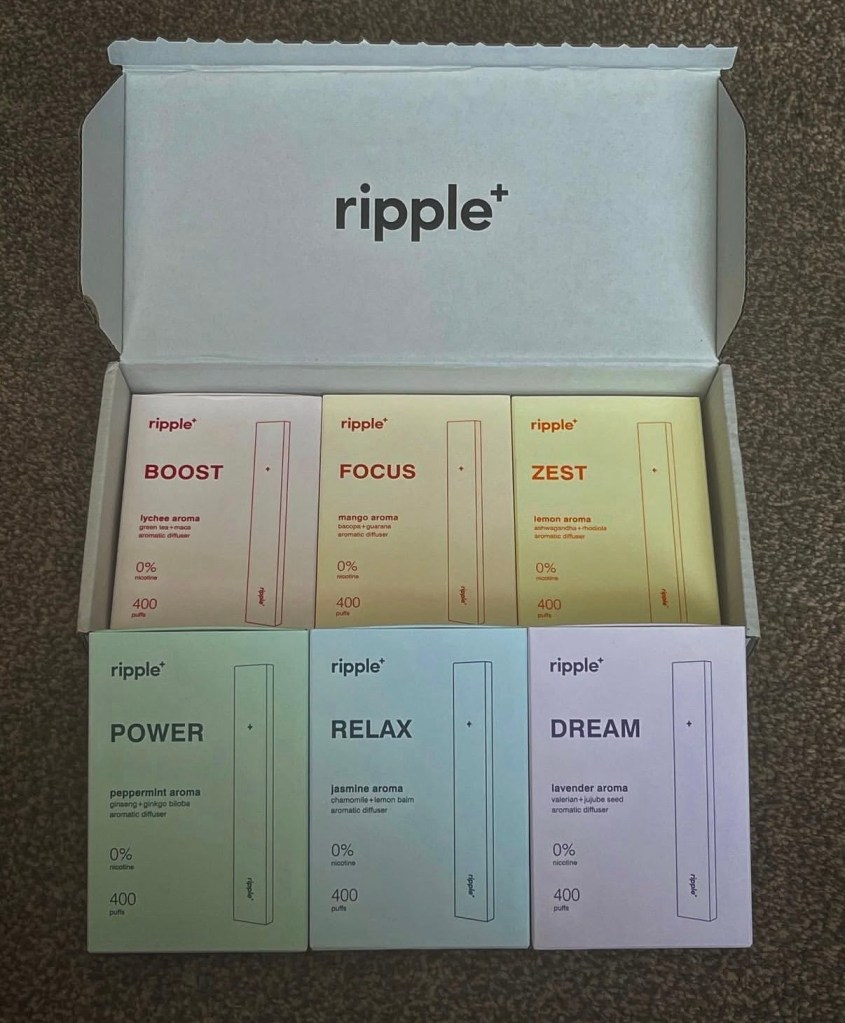 ripple+
ripple+
BOOST
lychee aroma
green tea+maca
aromatic diffuser
0%
nicotine
400
puffs
ripple+
ripple+
FOCUS
mango aroma
bacopa+guarana
aromatic diffuser
0%
nicotine
400
puffs
ripple+
ripple+
ZEST
lemon aroma
ashwagandha+rhodiola
aromatic diffuser
0%
nicotine
400
puffs
ripple+
ripple+
POWER
peppermint aroma
ginseng+ginkgo biloba
aromatic diffuser
0%
nicotine
400
puffs
ripple+
ripple+
RELAX
jasmine aroma
chamomile+lemon balm
aromatic diffuser
0%
nicotine
400
puffs
ripple+
ripple+
DREAM
lavender aroma
valerian+jujube seed
aromatic diffuser
0%
nicotine
400
puffs
ripple+